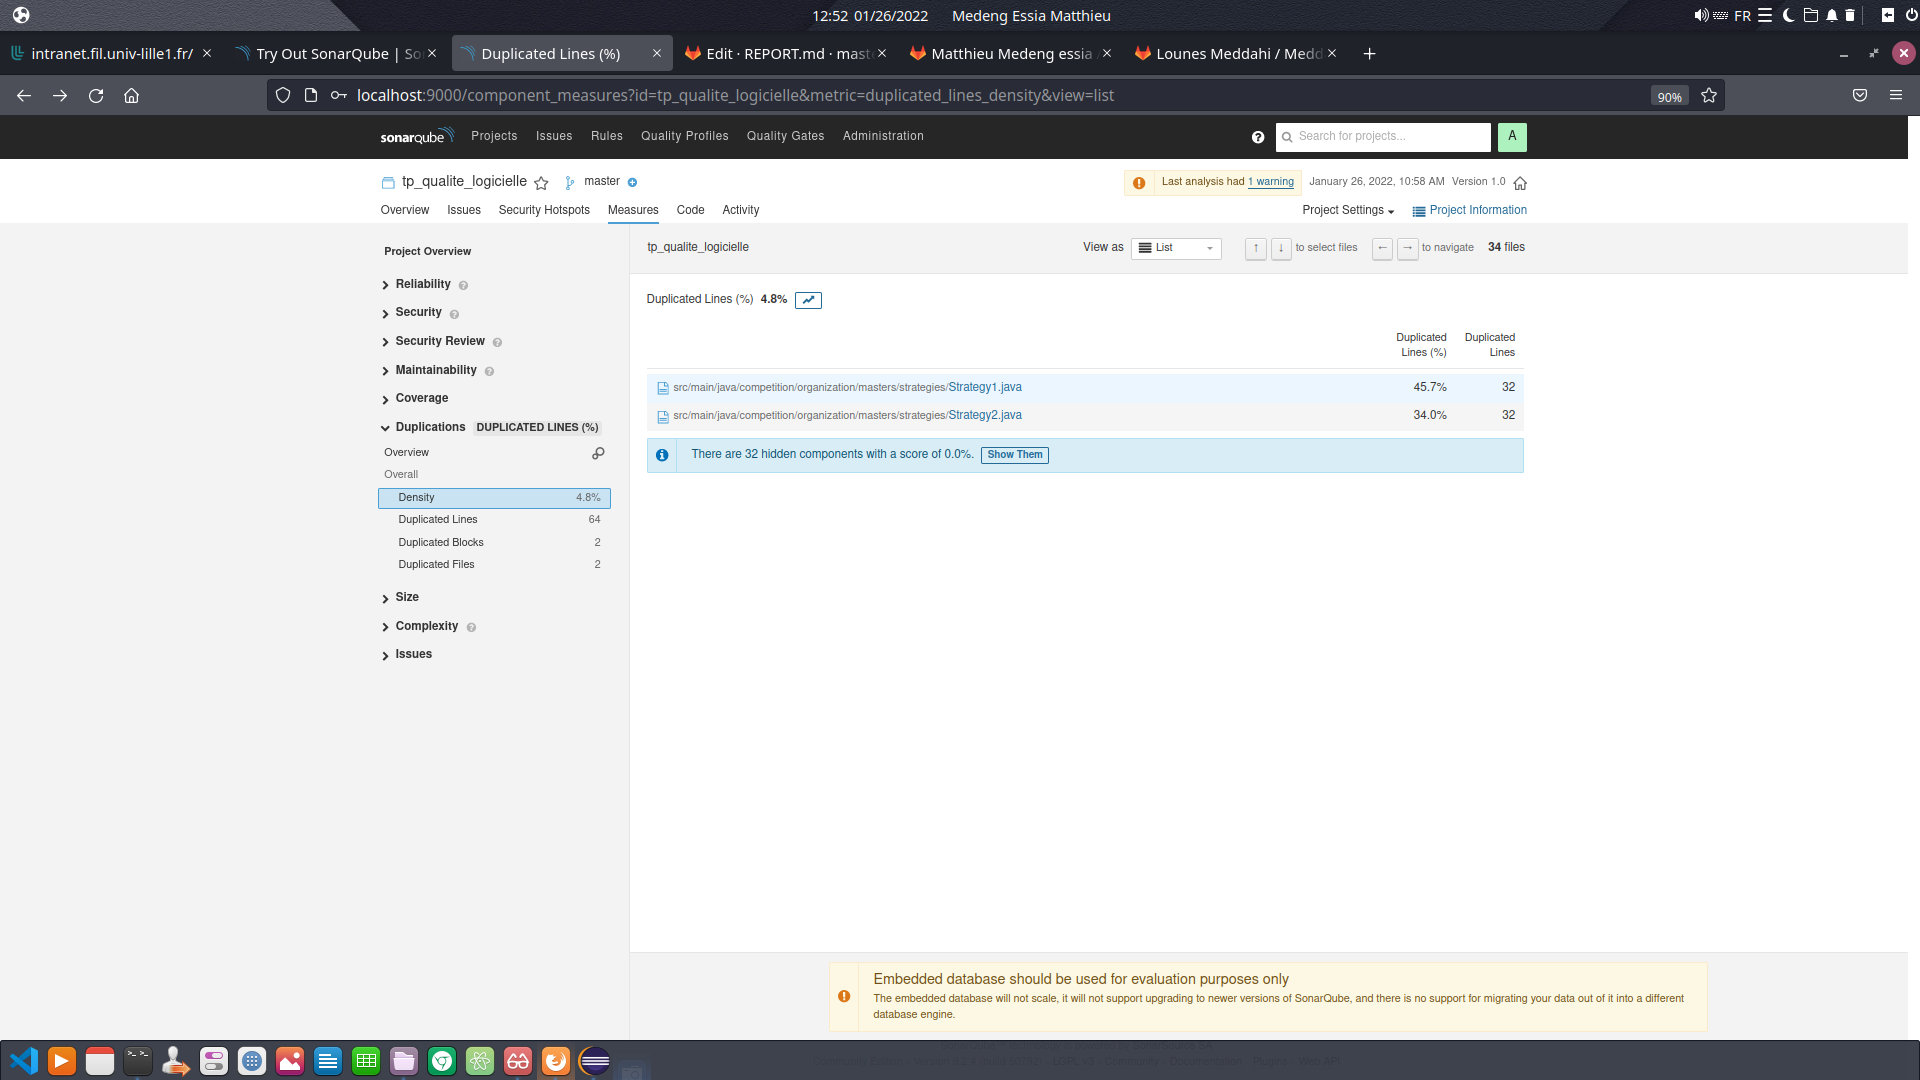 12:52 01/26/2022 Medeng Essia Matthieu FR
intranet.fil.univ-lille1.fr/
Try Out SonarQube | So
Duplicated Lines (%)
Edit · REPORT.md · mast
Matthieu Medeng essia
Lounes Meddahi / Medd
localhost:9000/component_measures?id=tp_qualite_logicielle&metric=duplicated_lines_density&view=list 90%
sonarqube Projects Issues Rules Quality Profiles Quality Gates Administration Search for projects... A
tp_qualite_logicielle master Last analysis had 1 warning January 26, 2022, 10:58 AM Version 1.0
Overview Issues Security Hotspots Measures Code Activity Project Settings Project Information
Project Overview
Reliability
Security
Security Review
Maintainability
Coverage
Duplications DUPLICATED LINES (%)
Overview
Overall
Density 4.8%
Duplicated Lines 64
Duplicated Blocks 2
Duplicated Files 2
Size
Complexity
Issues
tp_qualite_logicielle View as List ↑ ↓ to select files ← → to navigate 34 files
Duplicated Lines (%) 4.8%
Duplicated Lines (%) Duplicated Lines
src/main/java/competition/organization/masters/strategies/Strategy1.java 45.7% 32
src/main/java/competition/organization/masters/strategies/Strategy2.java 34.0% 32
There are 32 hidden components with a score of 0.0%. Show Them
Embedded database should be used for evaluation purposes only
The embedded database will not scale, it will not support upgrading to newer versions of SonarQube, and there is no support for migrating your data out of it into a different
database engine.